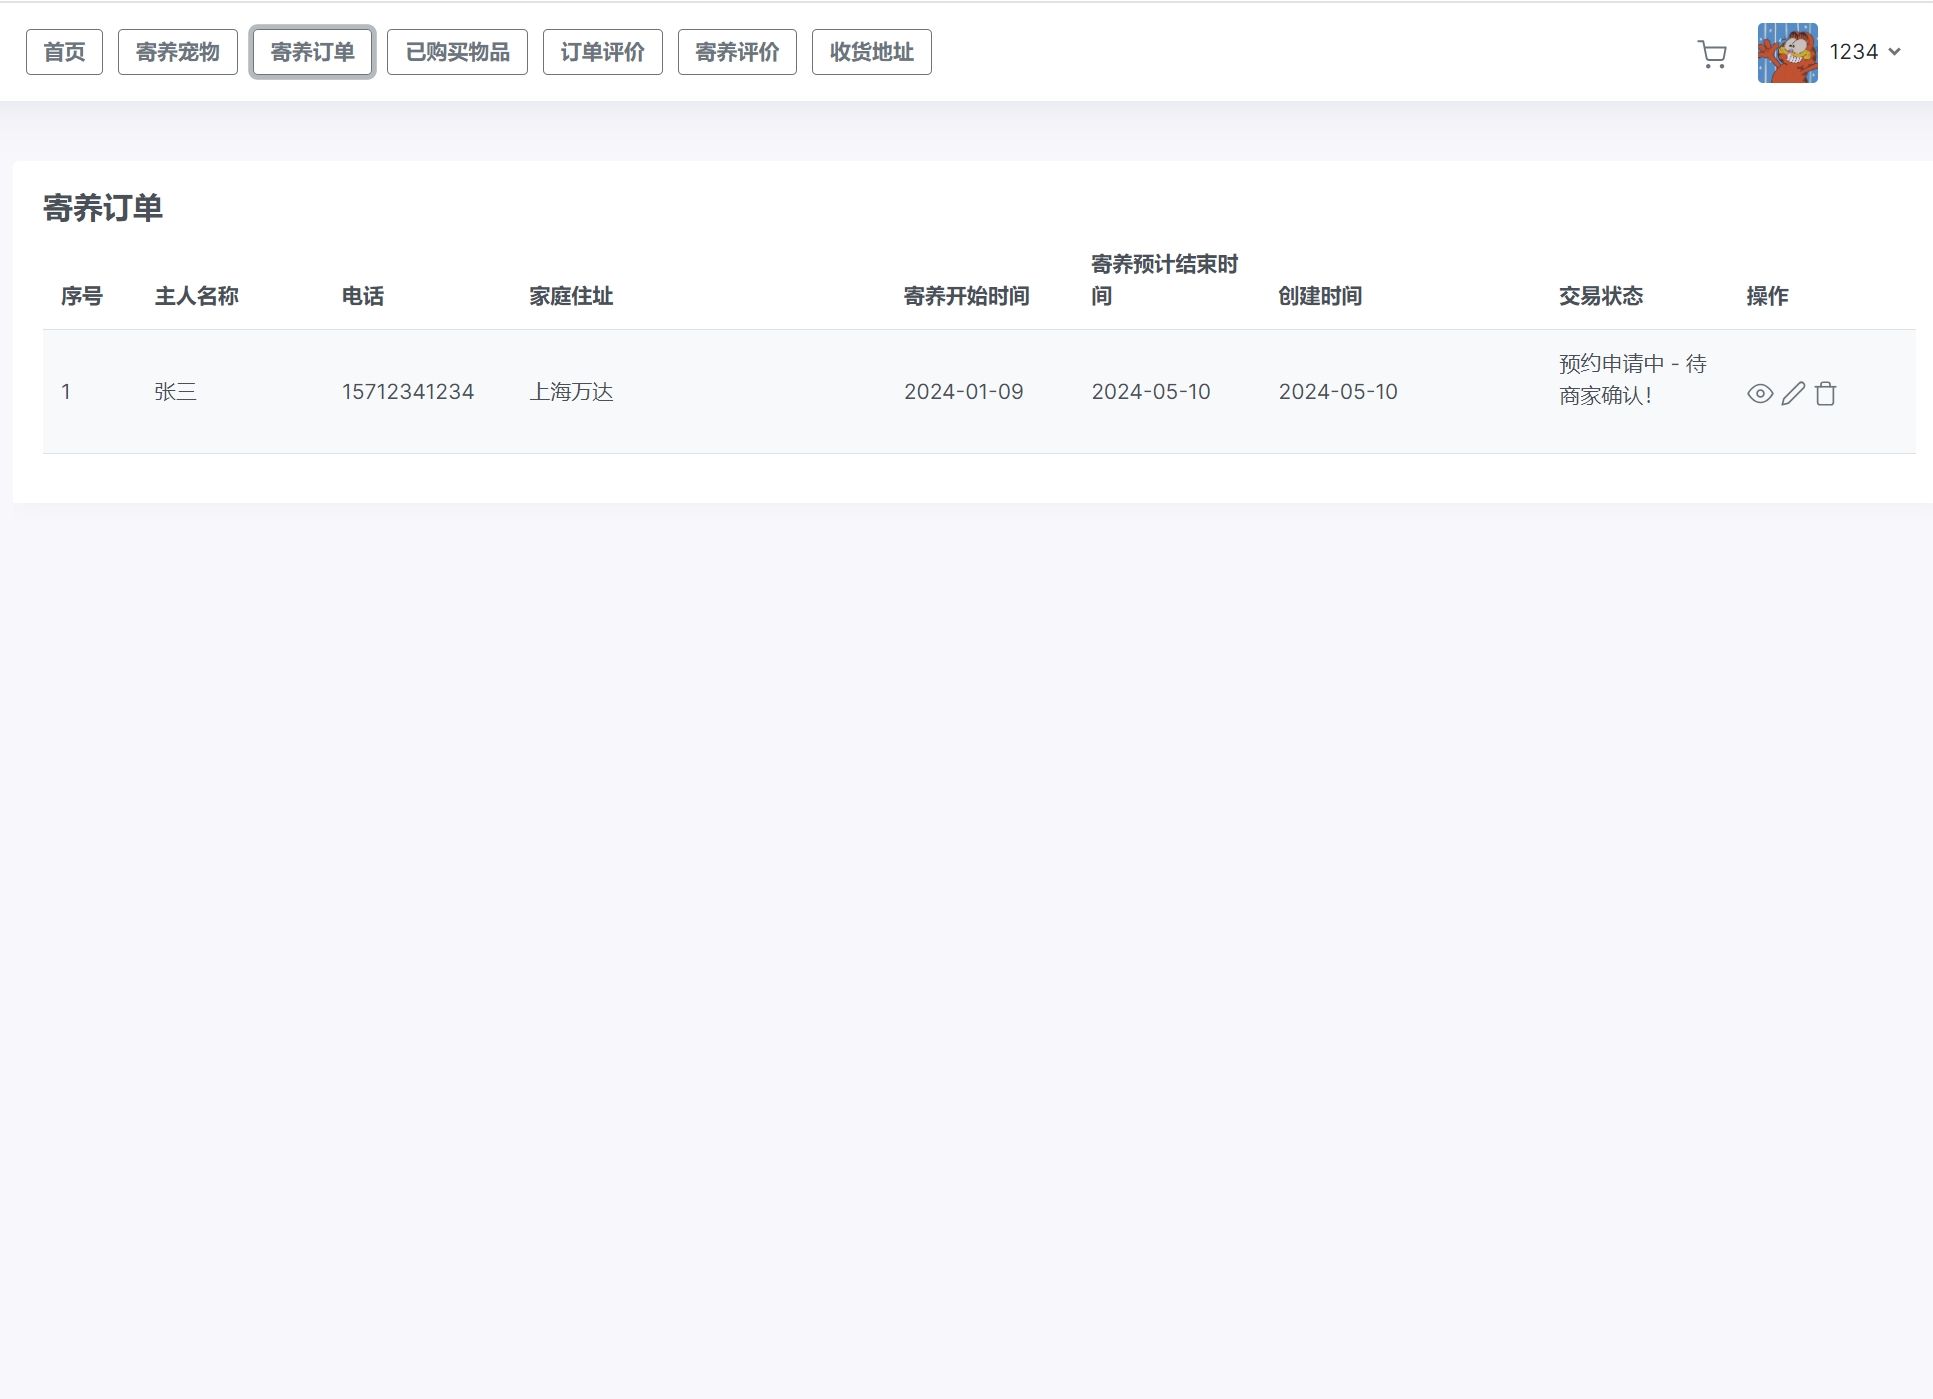 首页 寄养宠物 寄养订单 已购买物品 订单评价 寄养评价 收货地址 1234
寄养订单
序号 主人名称 电话 家庭住址 寄养开始时间 寄养预计结束时间 创建时间 交易状态 操作
1 张三 15712341234 上海万达 2024-01-09 2024-05-10 2024-05-10 预约申请中 - 待
商家确认！